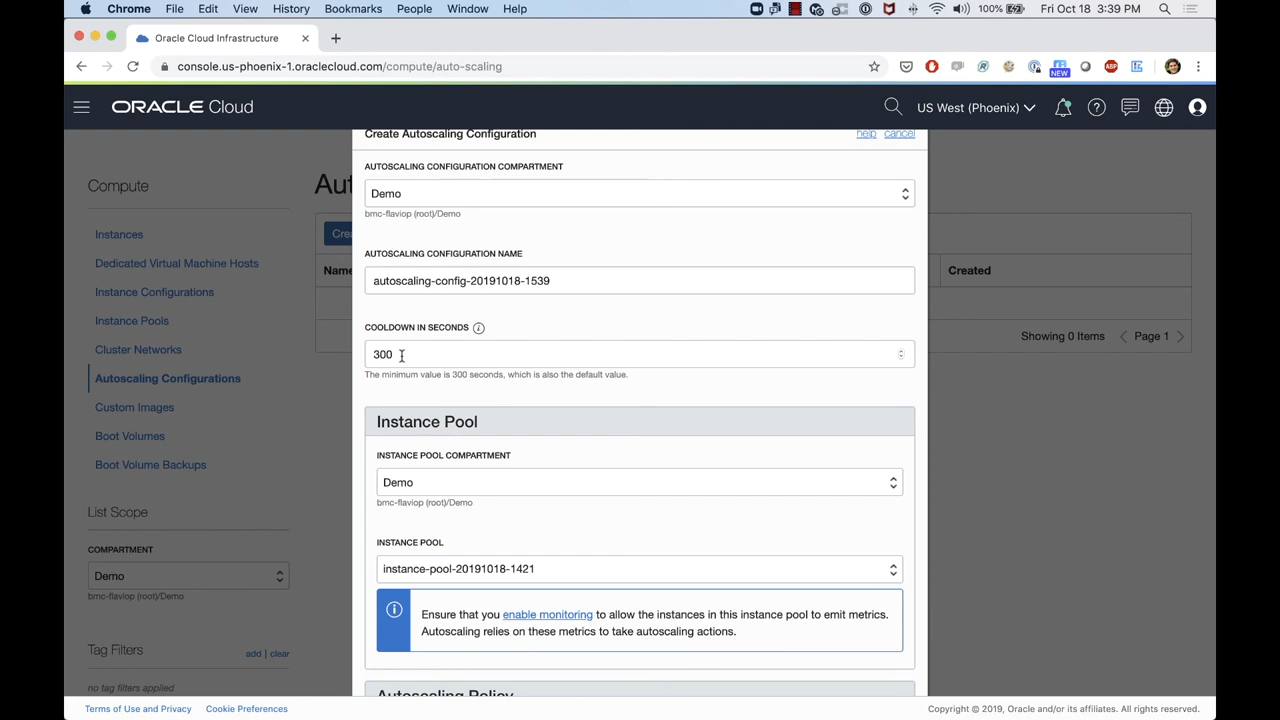 Chrome File Edit View History Bookmarks People Window Help 100% Fri Oct 18 3:39 PM
Oracle Cloud Infrastructure
console.us-phoenix-1.oraclecloud.com/compute/auto-scaling
NEW
ABP
ORACLE Cloud
US West (Phoenix)
Create Autoscaling Configuration
help cancel
Compute
Instances
Dedicated Virtual Machine Hosts
Instance Configurations
Instance Pools
Cluster Networks
Autoscaling Configurations
Custom Images
Boot Volumes
Boot Volume Backups
List Scope
COMPARTMENT
Demo
bmc-flaviop (root)/Demo
Tag Filters
add | clear
no tag filters applied
Aut
Crea
Name
Created
Showing 0 Items
Page 1
AUTOSCALING CONFIGURATION COMPARTMENT
Demo
bmc-flaviop (root)/Demo
AUTOSCALING CONFIGURATION NAME
autoscaling-config-20191018-1539
COOLDOWN IN SECONDS
300
The minimum value is 300 seconds, which is also the default value.
Instance Pool
INSTANCE POOL COMPARTMENT
Demo
bmc-flaviop (root)/Demo
INSTANCE POOL
instance-pool-20191018-1421
Ensure that you enable monitoring to allow the instances in this instance pool to emit metrics.
Autoscaling relies on these metrics to take autoscaling actions.
Autoscaling Policy
Terms of Use and Privacy
Cookie Preferences
Copyright © 2019, Oracle and/or its affiliates. All rights reserved.